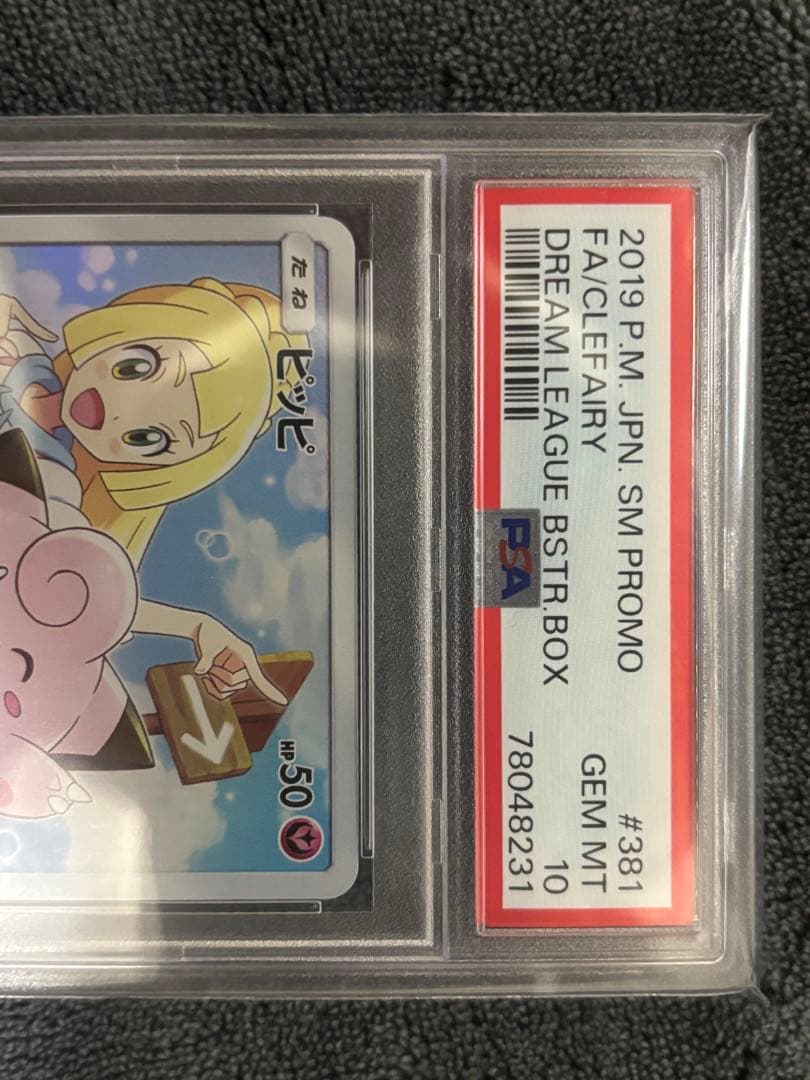 2019 P.M. JPN. SM PROMO #381
FA/CLEFAIRY GEM MT
DREAM LEAGUE BSTR.BOX 10
78048231
PSA
たね
ピッピ
HP50